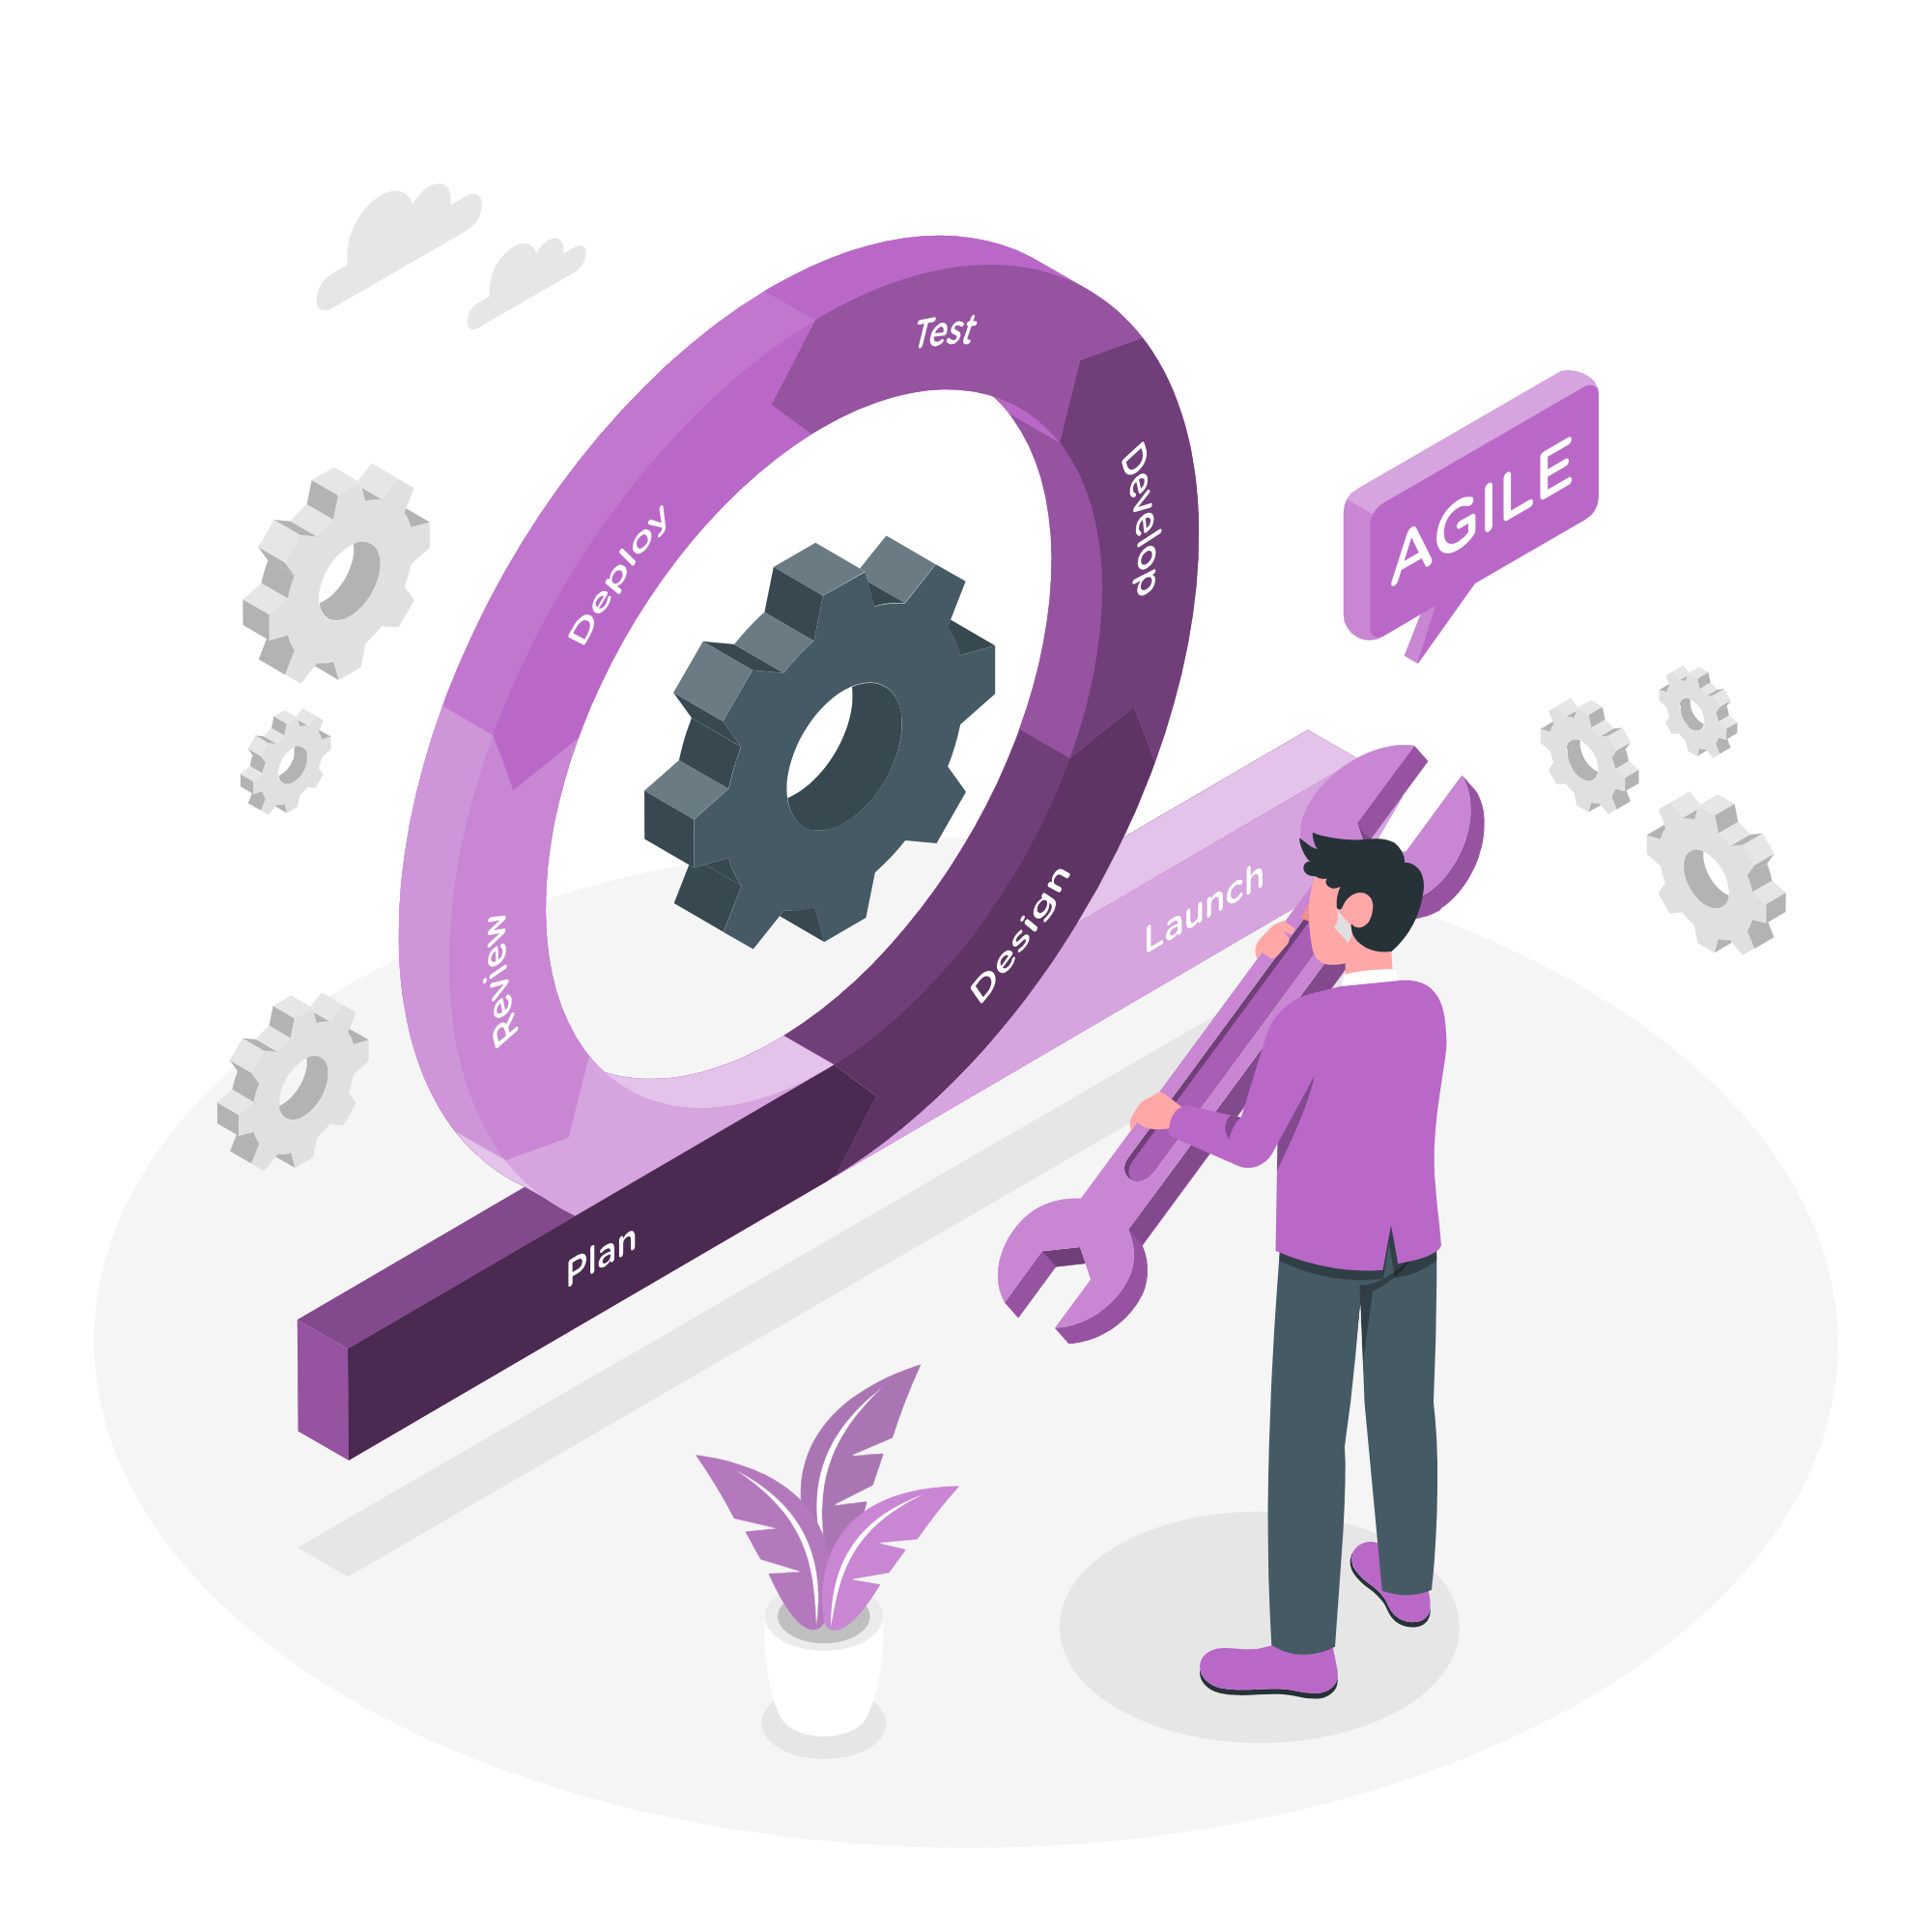 Test
AGILE
Develop
Deploy
Launch
Design
Review
Plan